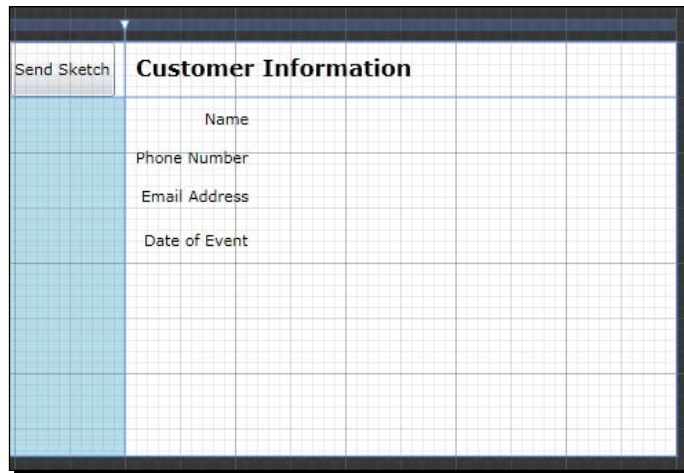 Send Sketch
Customer Information
Name
Phone Number
Email Address
Date of Event